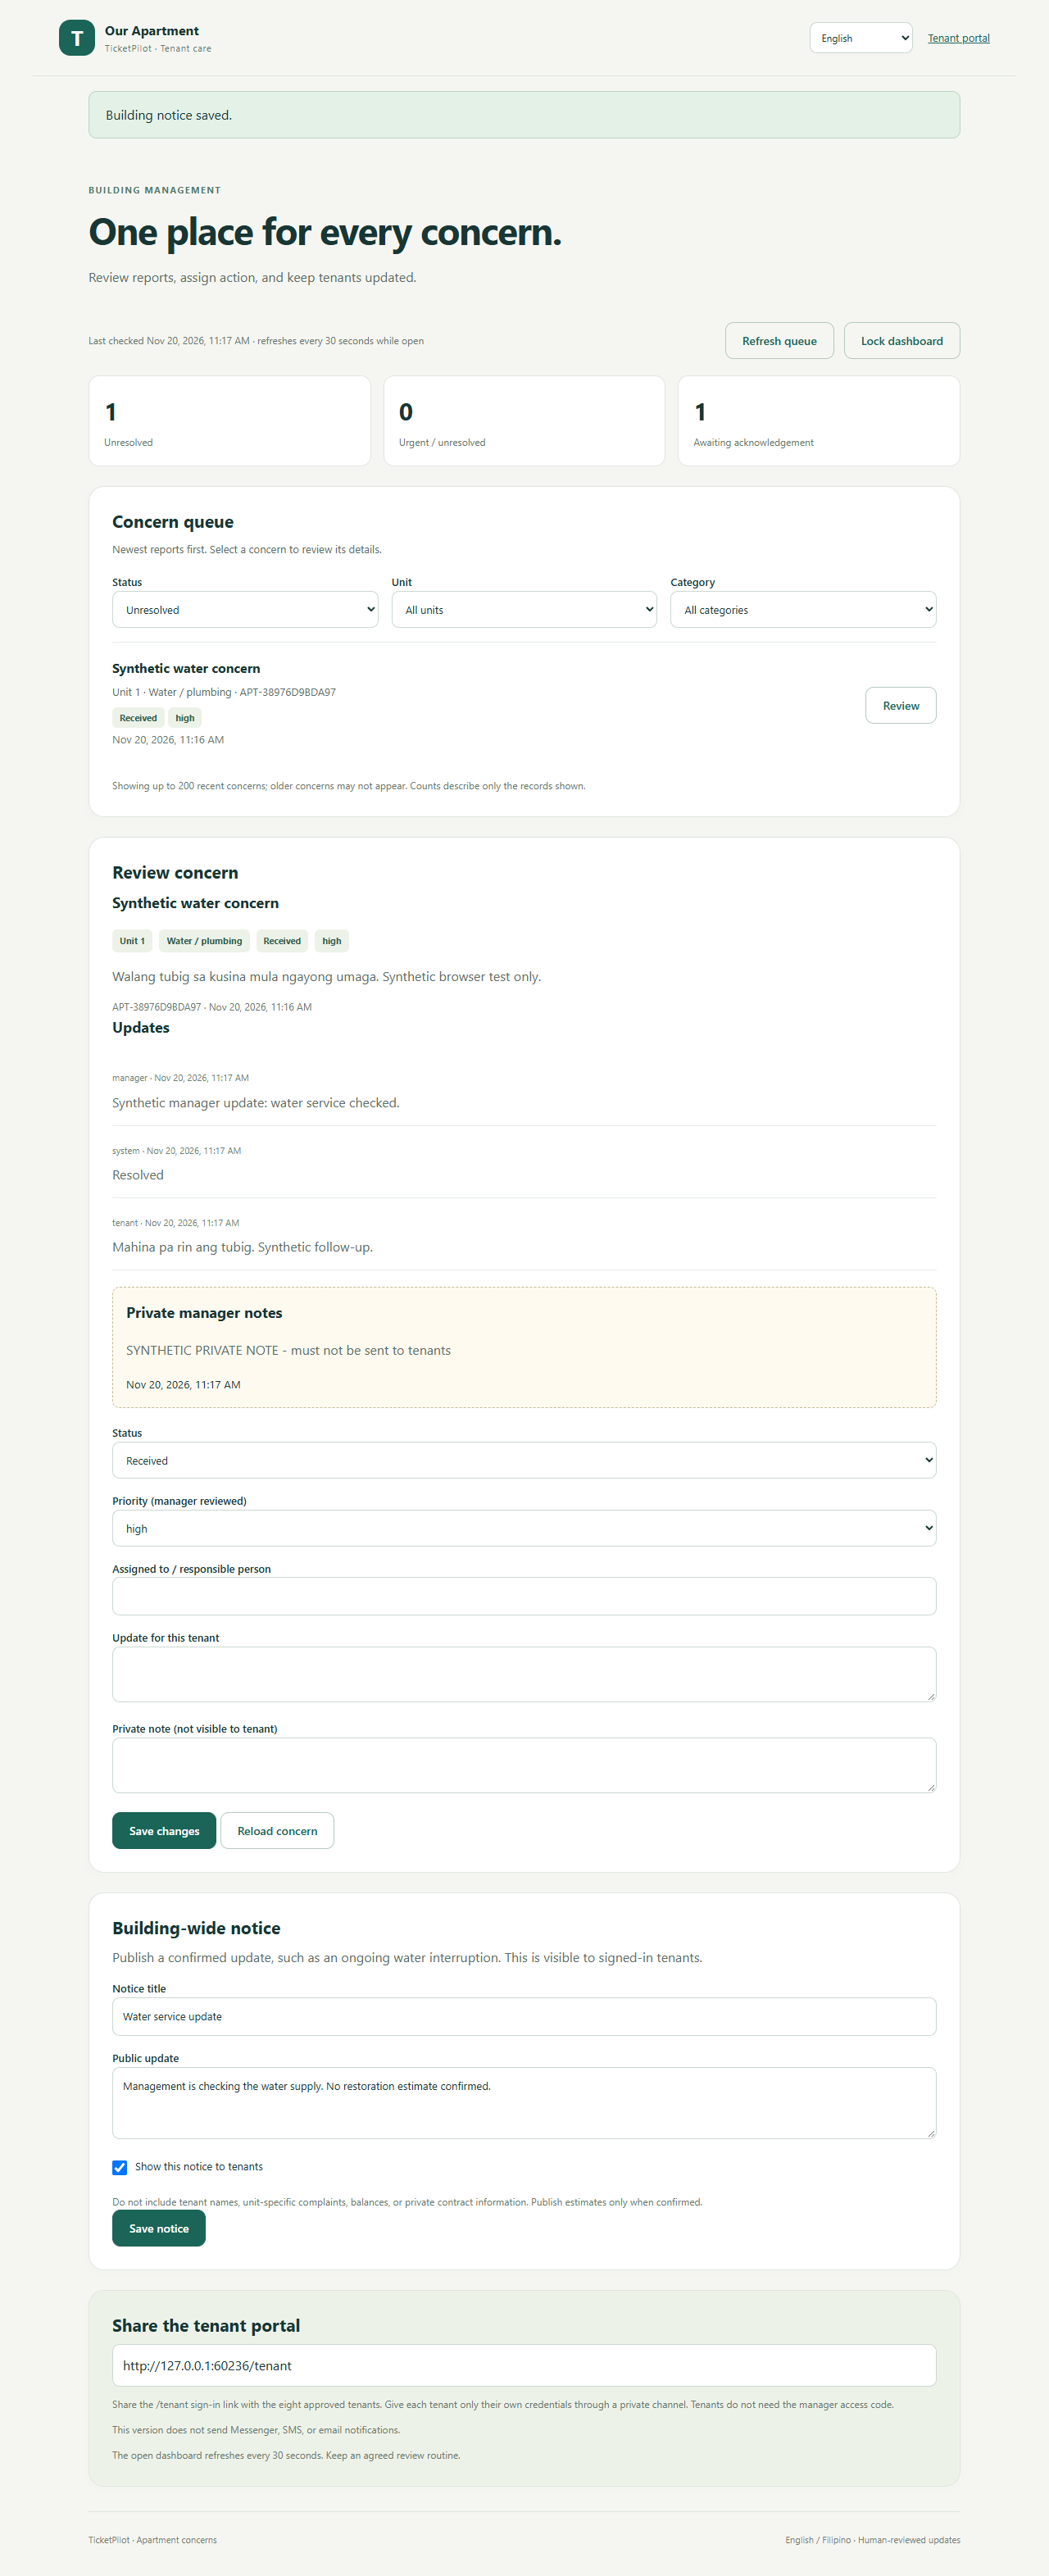 T
Our Apartment
TicketPilot · Tenant care
English
Tenant portal
Building notice saved.
BUILDING MANAGEMENT
One place for every concern.
Review reports, assign action, and keep tenants updated.
Last checked Nov 20, 2026, 11:17 AM · refreshes every 30 seconds while open
Refresh queue
Lock dashboard
1
Unresolved
0
Urgent / unresolved
1
Awaiting acknowledgement
Concern queue
Newest reports first. Select a concern to review its details.
Status
Unresolved
Unit
All units
Category
All categories
Synthetic water concern
Unit 1 · Water / plumbing · APT-38976D9BDA97
Received high
Nov 20, 2026, 11:16 AM
Review
Showing up to 200 recent concerns; older concerns may not appear. Counts describe only the records shown.
Review concern
Synthetic water concern
Unit 1 Water / plumbing Received high
Walang tubig sa kusina mula ngayong umaga. Synthetic browser test only.
APT-38976D9BDA97 · Nov 20, 2026, 11:16 AM
Updates
manager · Nov 20, 2026, 11:17 AM
Synthetic manager update: water service checked.
system · Nov 20, 2026, 11:17 AM
Resolved
tenant · Nov 20, 2026, 11:17 AM
Mahina pa rin ang tubig. Synthetic follow-up.
Private manager notes
SYNTHETIC PRIVATE NOTE - must not be sent to tenants
Nov 20, 2026, 11:17 AM
Status
Received
Priority (manager reviewed)
high
Assigned to / responsible person
Update for this tenant
Private note (not visible to tenant)
Save changes
Reload concern
Building-wide notice
Publish a confirmed update, such as an ongoing water interruption. This is visible to signed-in tenants.
Notice title
Water service update
Public update
Management is checking the water supply. No restoration estimate confirmed.
Show this notice to tenants
Do not include tenant names, unit-specific complaints, balances, or private contract information. Publish estimates only when confirmed.
Save notice
Share the tenant portal
http://127.0.0.1:60236/tenant
Share the /tenant sign-in link with the eight approved tenants. Give each tenant only their own credentials through a private channel. Tenants do not need the manager access code.
This version does not send Messenger, SMS, or email notifications.
The open dashboard refreshes every 30 seconds. Keep an agreed review routine.
TicketPilot · Apartment concerns
English / Filipino · Human-reviewed updates